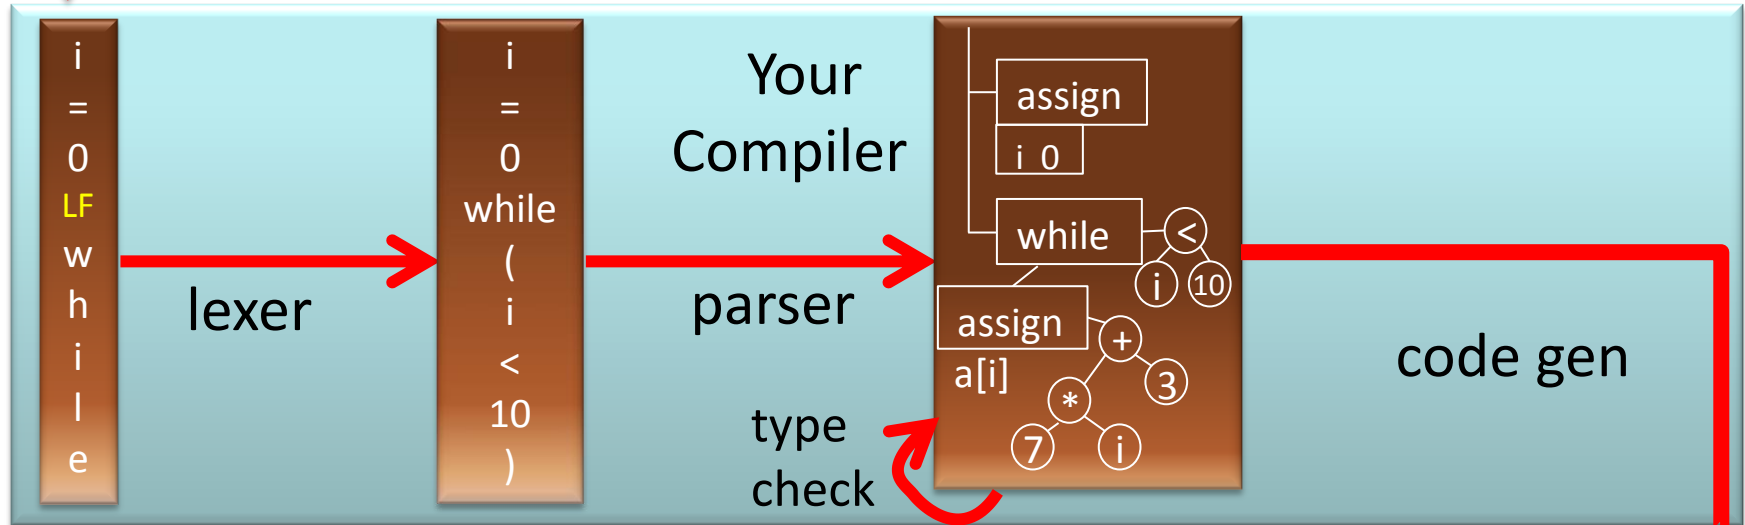 i
=
0
LF
w
h
i
l
e
lexer
i
=
0
while
(
i
<
10
)
Your
Compiler
parser
type
check
assign
i 0
while
<
i
10
assign
a[i]
+
*
3
7
i
code gen